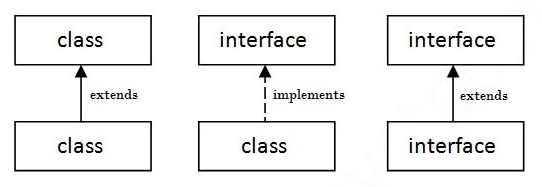 class interface interface
extends implements extends
class class interface